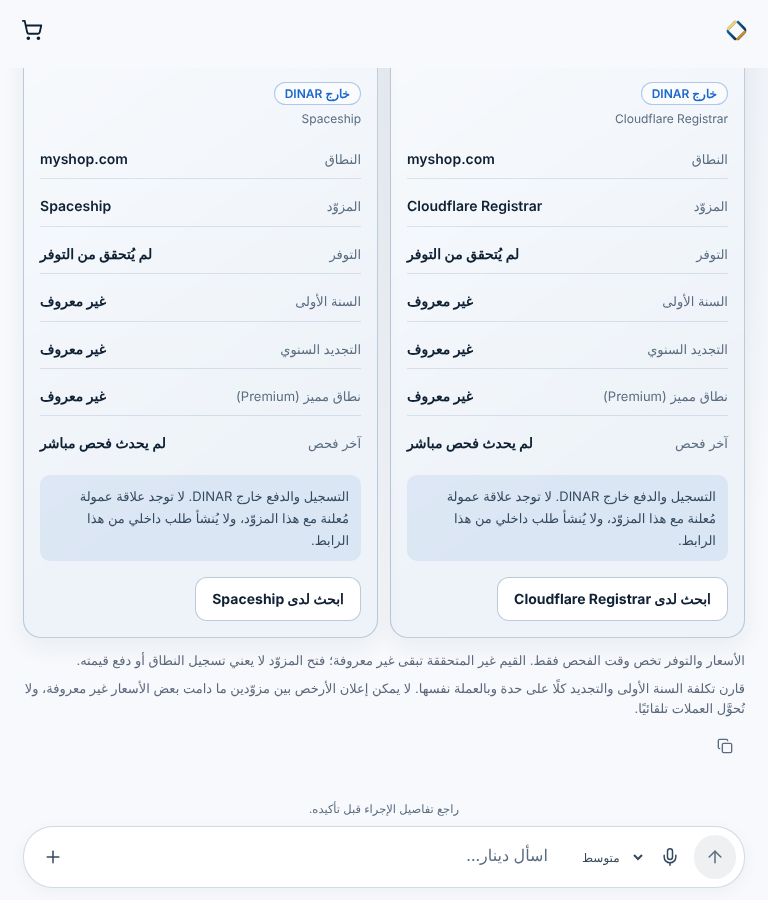 خارج DINAR
Cloudflare Registrar
النطاق myshop.com
المزوّد Cloudflare Registrar
التوفر لم يُتحقق من التوفر
السنة الأولى غير معروف
التجديد السنوي غير معروف
نطاق مميز (Premium) غير معروف
آخر فحص لم يحدث فحص مباشر
التسجيل والدفع خارج DINAR. لا توجد علاقة عمولة
مُعلنة مع هذا المزوّد، ولا يُنشأ طلب داخلي من هذا
الرابط.
ابحث لدى Cloudflare Registrar
خارج DINAR
Spaceship
النطاق myshop.com
المزوّد Spaceship
التوفر لم يُتحقق من التوفر
السنة الأولى غير معروف
التجديد السنوي غير معروف
نطاق مميز (Premium) غير معروف
آخر فحص لم يحدث فحص مباشر
التسجيل والدفع خارج DINAR. لا توجد علاقة عمولة
مُعلنة مع هذا المزوّد، ولا يُنشأ طلب داخلي من هذا
الرابط.
ابحث لدى Spaceship
الأسعار والتوفر تخص وقت الفحص فقط. القيم غير المتحققة تبقى غير معروفة؛ فتح المزوّد لا يعني تسجيل النطاق أو دفع قيمته.
قارن تكلفة السنة الأولى والتجديد كلًا على حدة وبالعملة نفسها. لا يمكن إعلان الأرخص بين مزوّدين ما دامت بعض الأسعار غير معروفة، ولا
تُحوَّل العملات تلقائيًا.
راجع تفاصيل الإجراء قبل تأكيده.
متوسط
اسأل دينار...